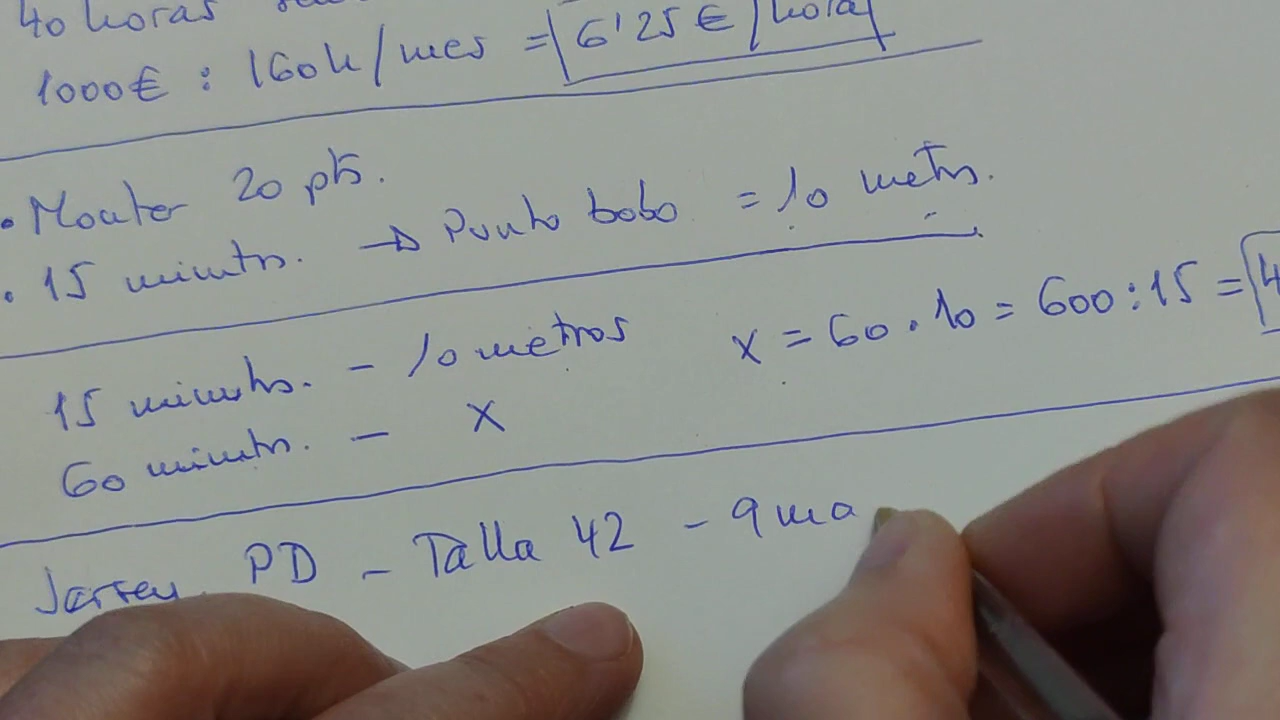 40 horas
1000€ : 160h/mes = 6'25€/hora
• Montar 20 pts.
• 15 minutos. → Punto bobo = 10 metros.
15 minutos. - 10 metros
60 minutos. - X
x = 60 . 10 = 600 : 15 = 4
Jersey PD - Talla 42 - 9 ma